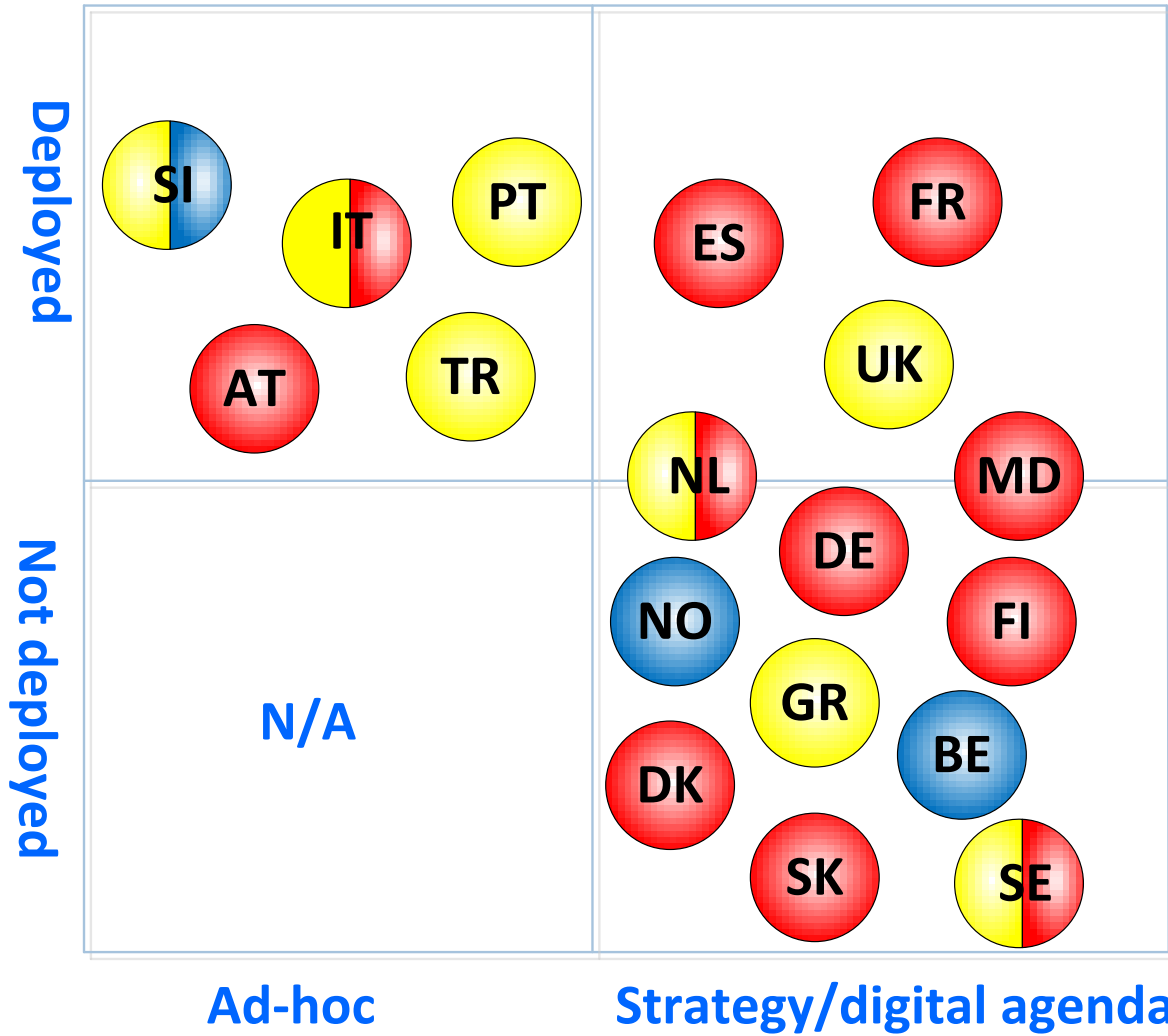 Deployed
SI
IT
PT
AT
TR
ES
FR
UK
NL
MD
Not deployed
N/A
DE
NO
FI
GR
BE
DK
SK
SE
Ad-hoc
Strategy/digital agenda